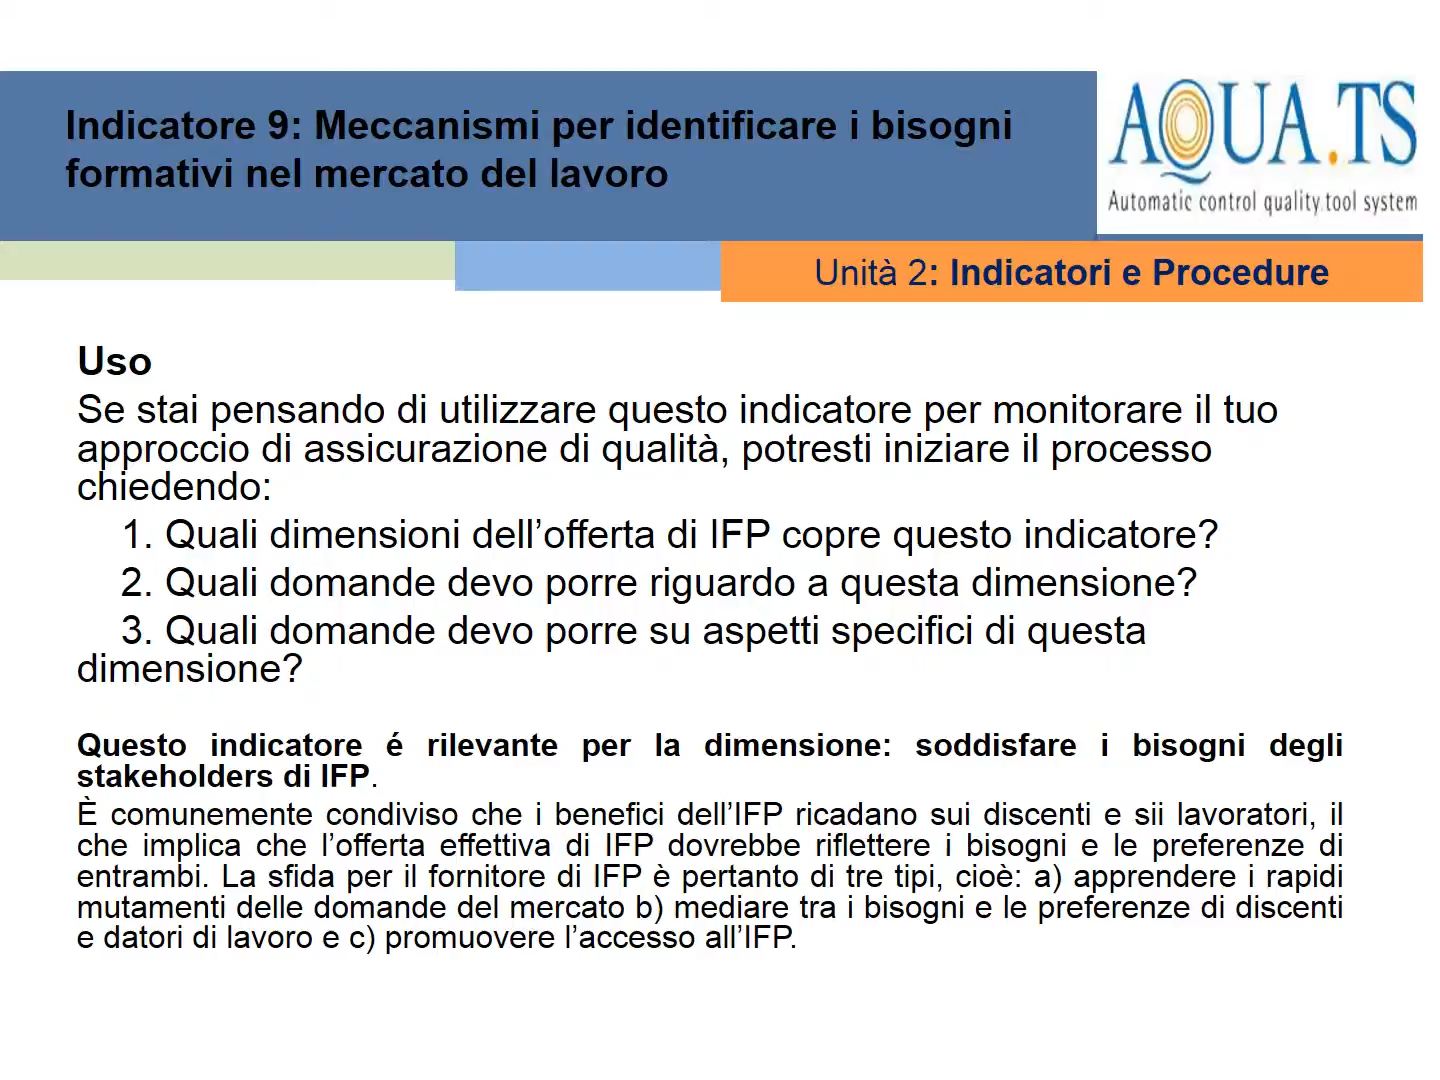 Indicatore 9: Meccanismi per identificare i bisogni
formativi nel mercato del lavoro
AQUA.TS
Automatic control quality tool system
Unità 2: Indicatori e Procedure
Uso
Se stai pensando di utilizzare questo indicatore per monitorare il tuo
approccio di assicurazione di qualità, potresti iniziare il processo
chiedendo:
1. Quali dimensioni dell’offerta di IFP copre questo indicatore?
2. Quali domande devo porre riguardo a questa dimensione?
3. Quali domande devo porre su aspetti specifici di questa
dimensione?
Questo indicatore é rilevante per la dimensione: soddisfare i bisogni degli
stakeholders di IFP.
È comunemente condiviso che i benefici dell’IFP ricadano sui discenti e sii lavoratori, il
che implica che l’offerta effettiva di IFP dovrebbe riflettere i bisogni e le preferenze di
entrambi. La sfida per il fornitore di IFP è pertanto di tre tipi, cioè: a) apprendere i rapidi
mutamenti delle domande del mercato b) mediare tra i bisogni e le preferenze di discenti
e datori di lavoro e c) promuovere l’accesso all’IFP.